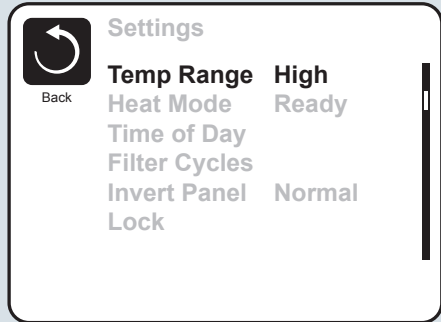 Settings
Back
Temp Range High
Heat Mode Ready
Time of Day
Filter Cycles
Invert Panel Normal
Lock